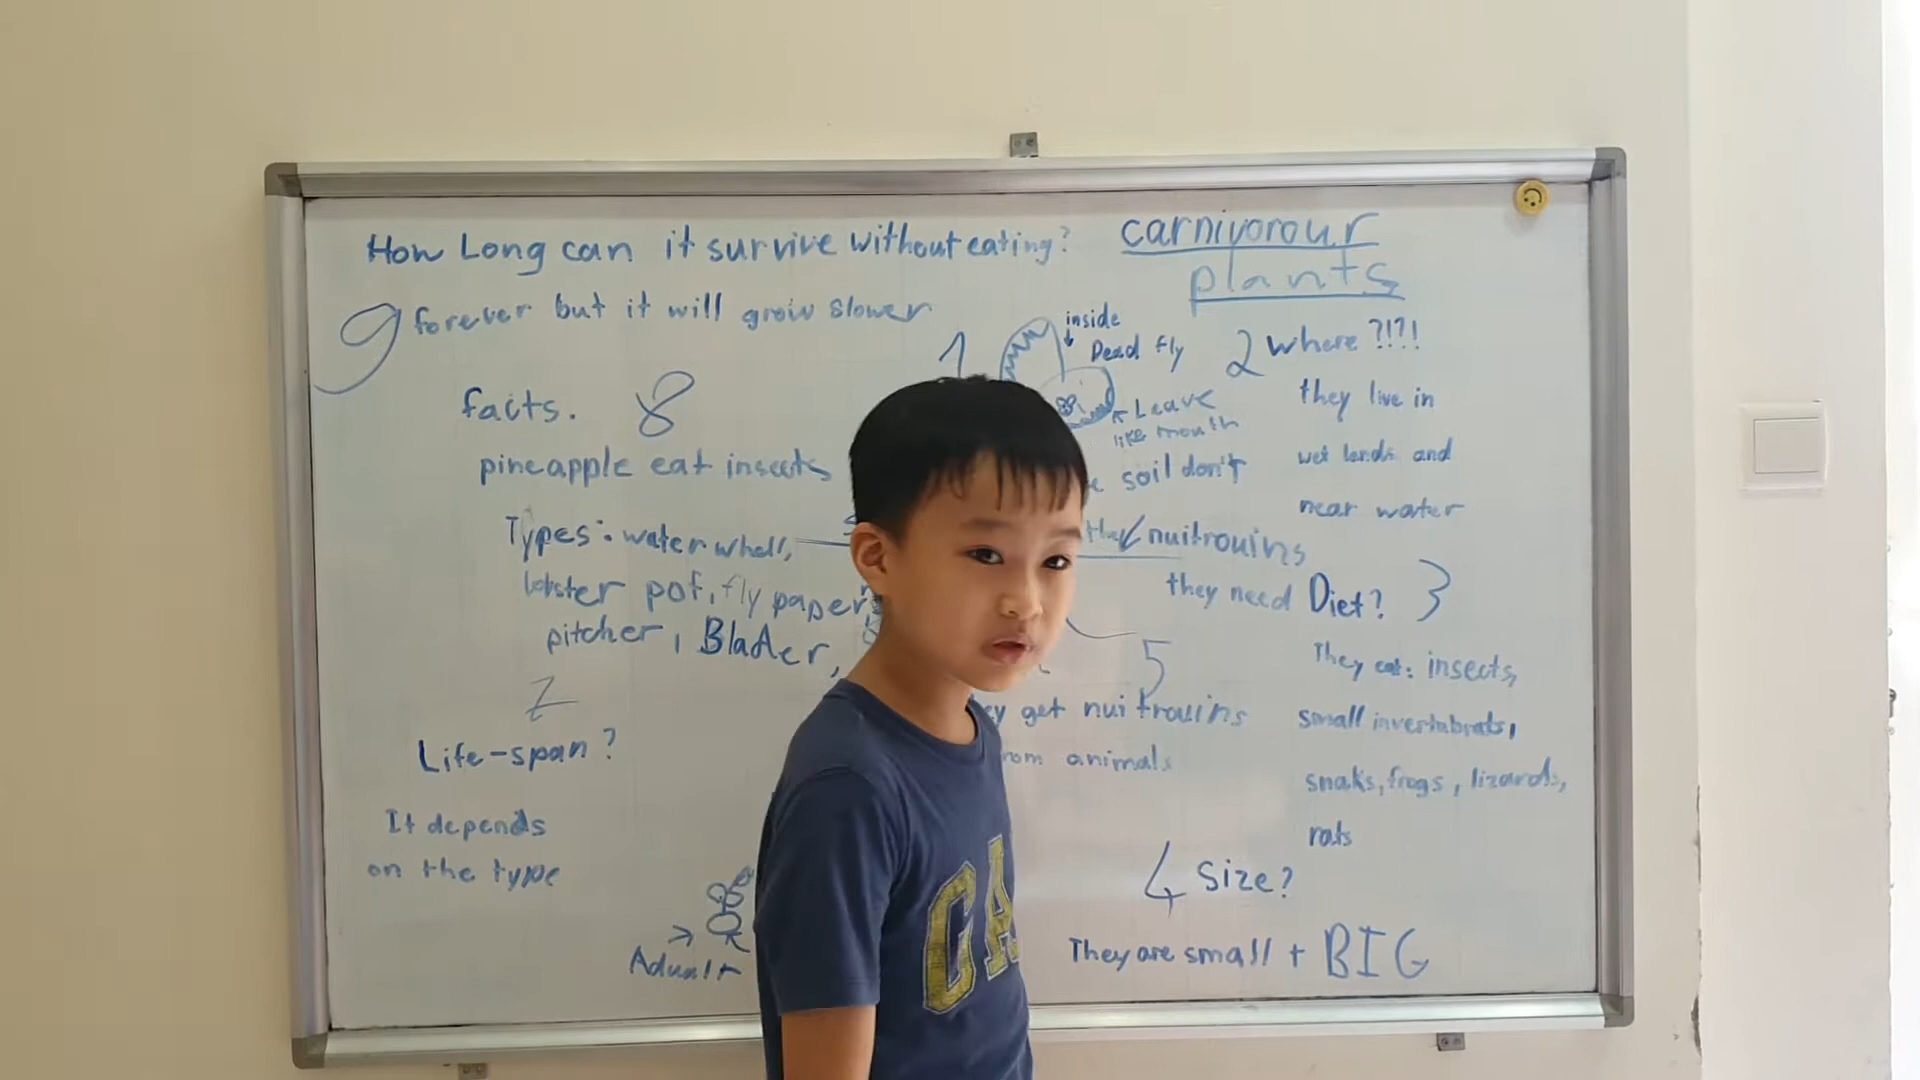 How Long can it survive without eating?
9 forever but it will grow slower
carnivorour
plants
1
inside
Dead fly
Leave
like mouth
soil don't
the nuitrouins
they need
2 where ?!?!
they live in
wet lands and
near water
Diet? 3
They eat: insects,
small invertabrats,
snaks, frogs, lizards,
rats
4 Size?
They are small + BIG
5
get nuitrouins
animals
Types: water whell,
lobster pot, fly paper
pitcher, Bladder,
7
Life-span?
It depends
on the type
facts. 8
pineapple eat insects
Adualt
GA